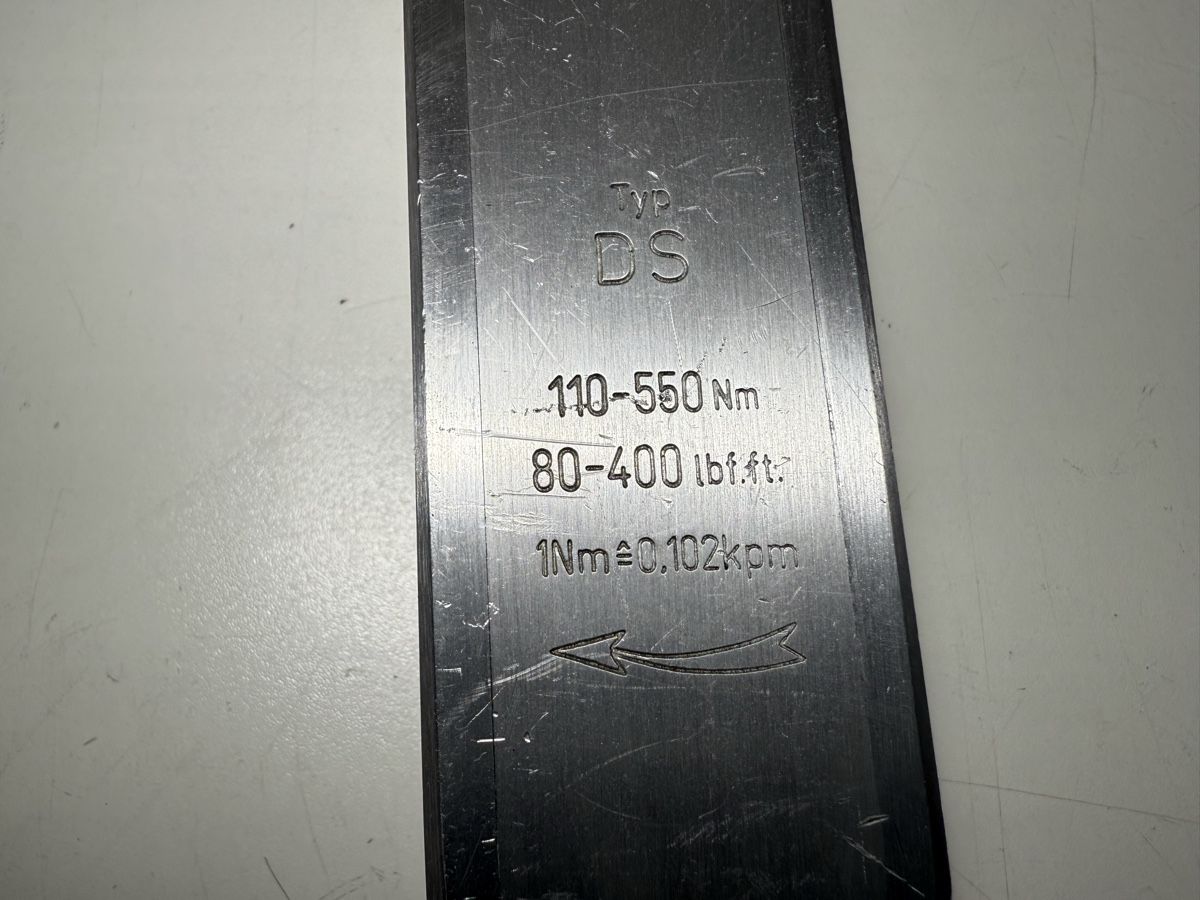 Typ
DS
110-550 Nm
80-400 lbf.ft.
1Nm≙0,102kpm